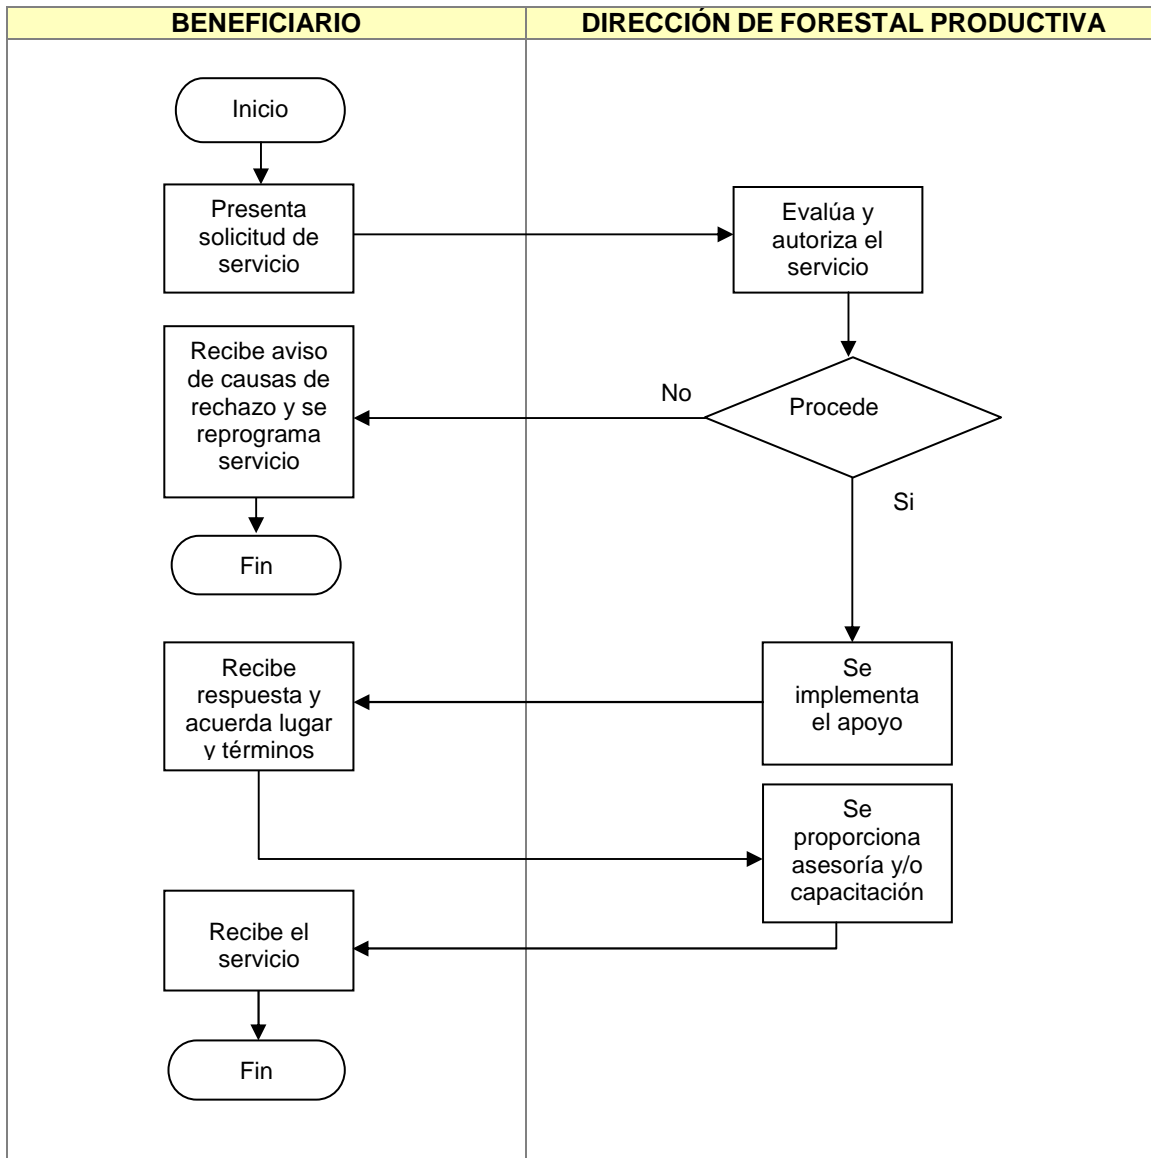 BENEFICIARIO
DIRECCIÓN DE FORESTAL PRODUCTIVA
Inicio
Presenta
solicitud de
servicio
Evalúa y
autoriza el
servicio
Recibe aviso
de causas de
rechazo y se
reprograma
servicio
No
Procede
Si
Fin
Recibe
respuesta y
acuerda lugar
y términos
Se
implementa
el apoyo
Se
proporciona
asesoría y/o
capacitación
Recibe el
servicio
Fin